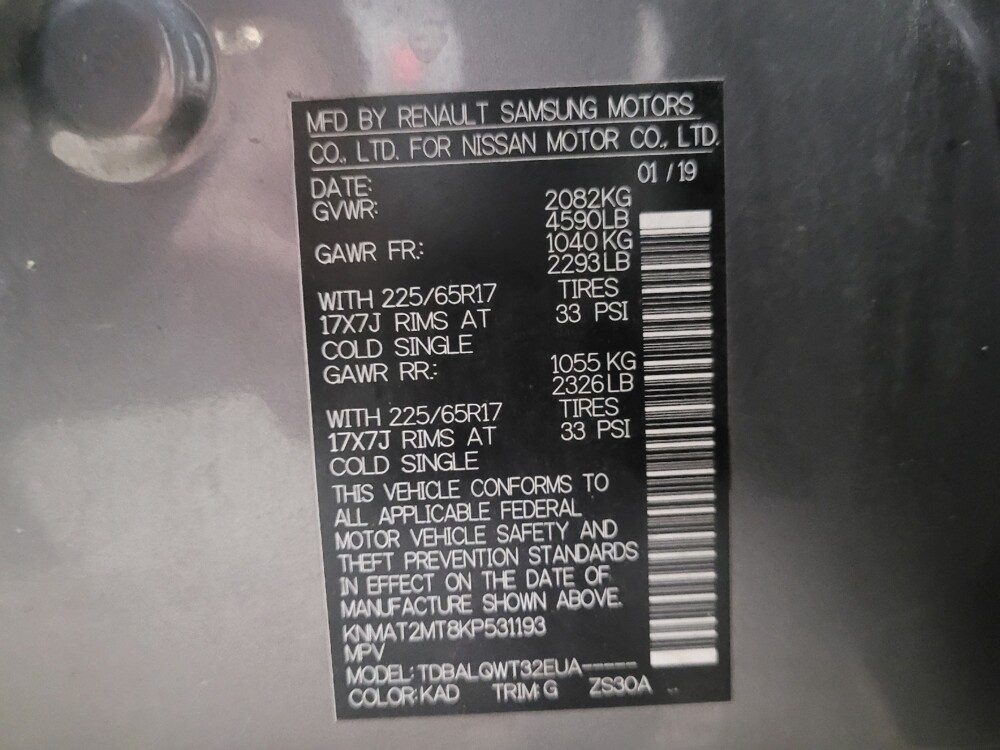 MFD BY RENAULT SAMSUNG MOTORS
CO., LTD. FOR NISSAN MOTOR CO., LTD.
DATE: 01 / 19
GVWR: 2082KG
4590LB
GAWR FR.: 1040 KG
2293LB
WITH 225/65R17 TIRES
17X7J RIMS AT 33 PSI
COLD SINGLE
GAWR RR.: 1055 KG
2326LB
WITH 225/65R17 TIRES
17X7J RIMS AT 33 PSI
COLD SINGLE
THIS VEHICLE CONFORMS TO
ALL APPLICABLE FEDERAL
MOTOR VEHICLE SAFETY AND
THEFT PREVENTION STANDARDS
IN EFFECT ON THE DATE OF
MANUFACTURE SHOWN ABOVE.
KNMAT2MT8KP531193
MPV
MODEL: TDBALQWT32EUA-----
COLOR: KAD TRIM: G ZS30A